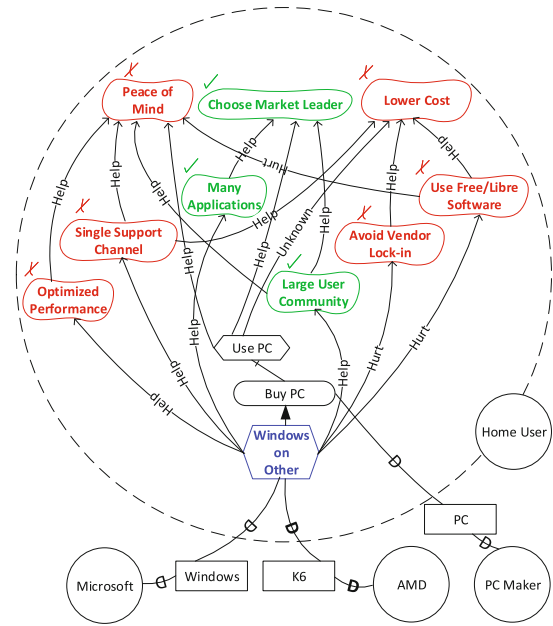 Peace of
Mind
Choose Market Leader
Lower Cost
Help
Help
Hurt
Help
Many
Applications
Help
Help
Use Free/Libre
Software
Help
Single Support
Channel
Help
Unknown
Help
Avoid Vendor
Lock-in
Help
Help
Optimized
Performance
Large User
Community
Help
Use PC
Hurt
Hurt
Help
Help
Help
Buy PC
Windows
on
Other
Home User
D
PC
D
D
D
Microsoft
D
Windows
K6
D
AMD
PC Maker